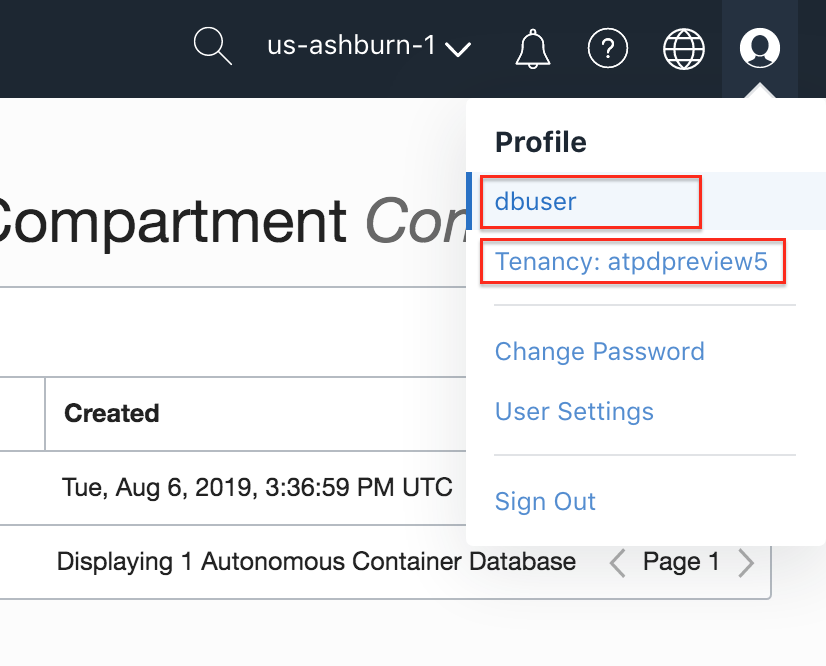 us-ashburn-1
?
Profile
dbuser
Tenancy: atpdpreview5
Change Password
User Settings
Sign Out
Compartment
Created
Tue, Aug 6, 2019, 3:36:59 PM UTC
Displaying 1 Autonomous Container Database
Page 1